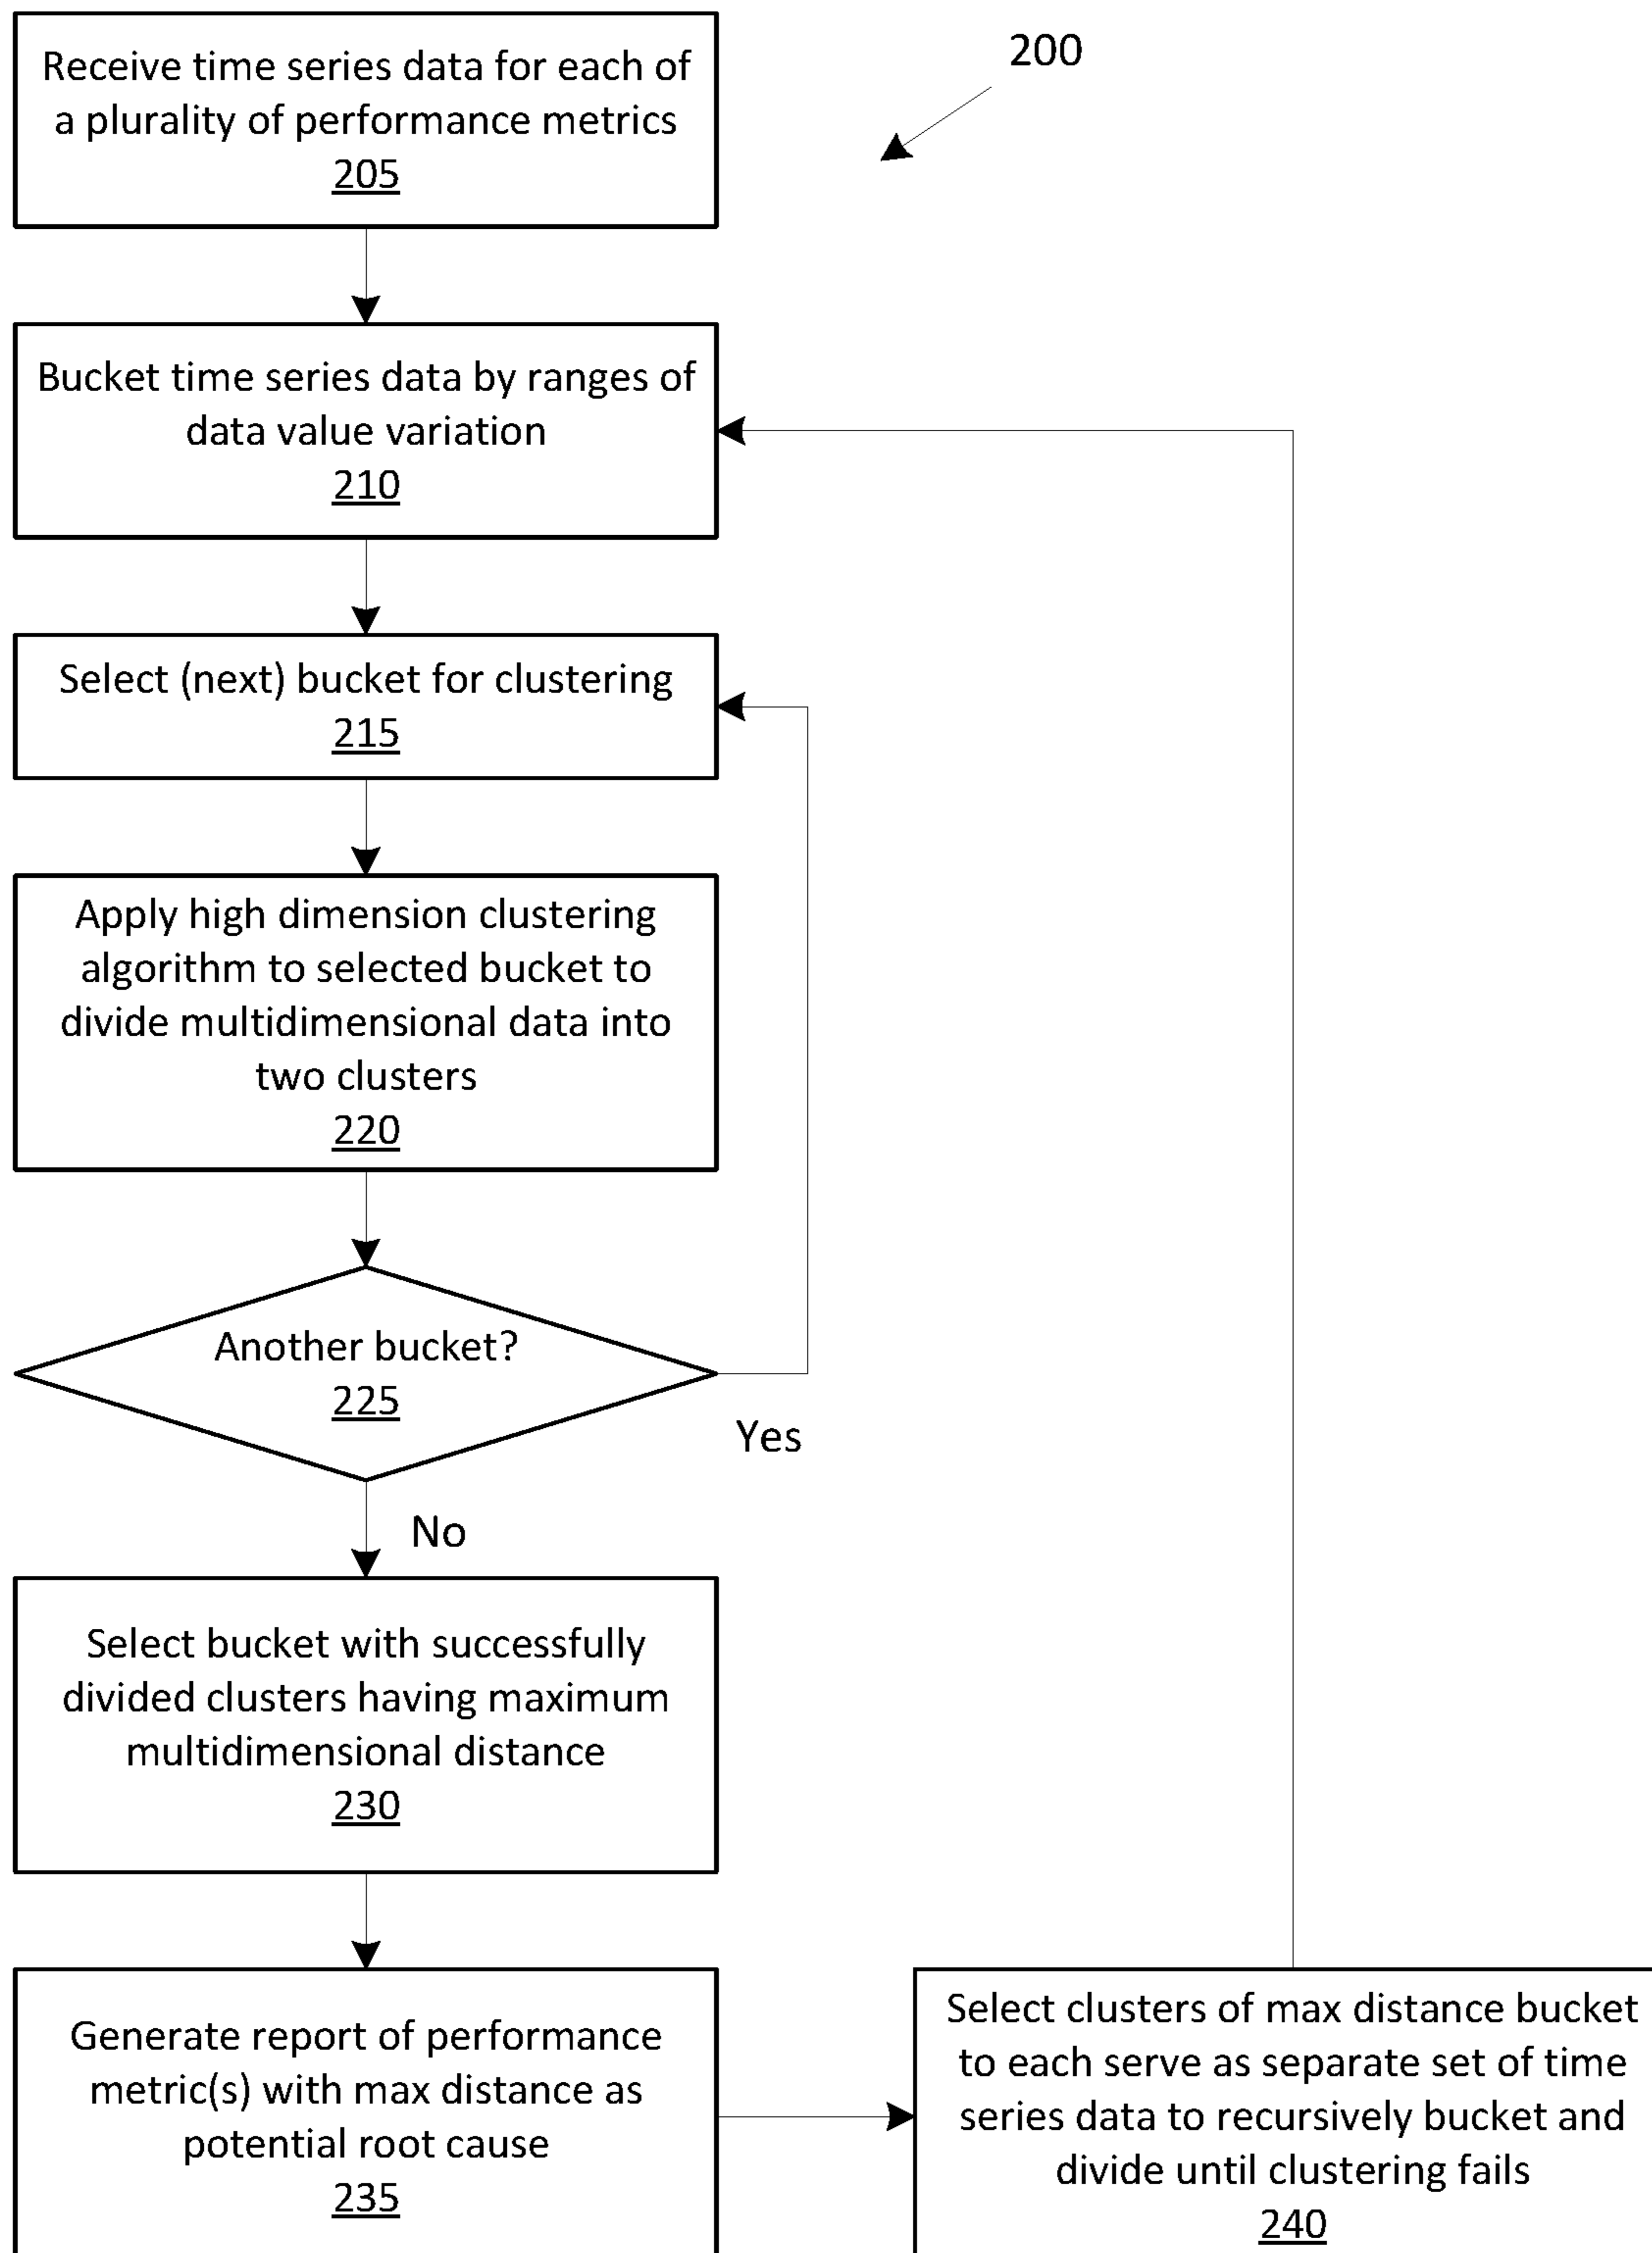 200
Receive time series data for each of
a plurality of performance metrics
205
Bucket time series data by ranges of
data value variation
210
Select (next) bucket for clustering
215
Apply high dimension clustering
algorithm to selected bucket to
divide multidimensional data into
two clusters
220
Another bucket?
225
Yes
No
Select bucket with successfully
divided clusters having maximum
multidimensional distance
230
Generate report of performance
metric(s) with max distance as
potential root cause
235
Select clusters of max distance bucket
to each serve as separate set of time
series data to recursively bucket and
divide until clustering fails
240